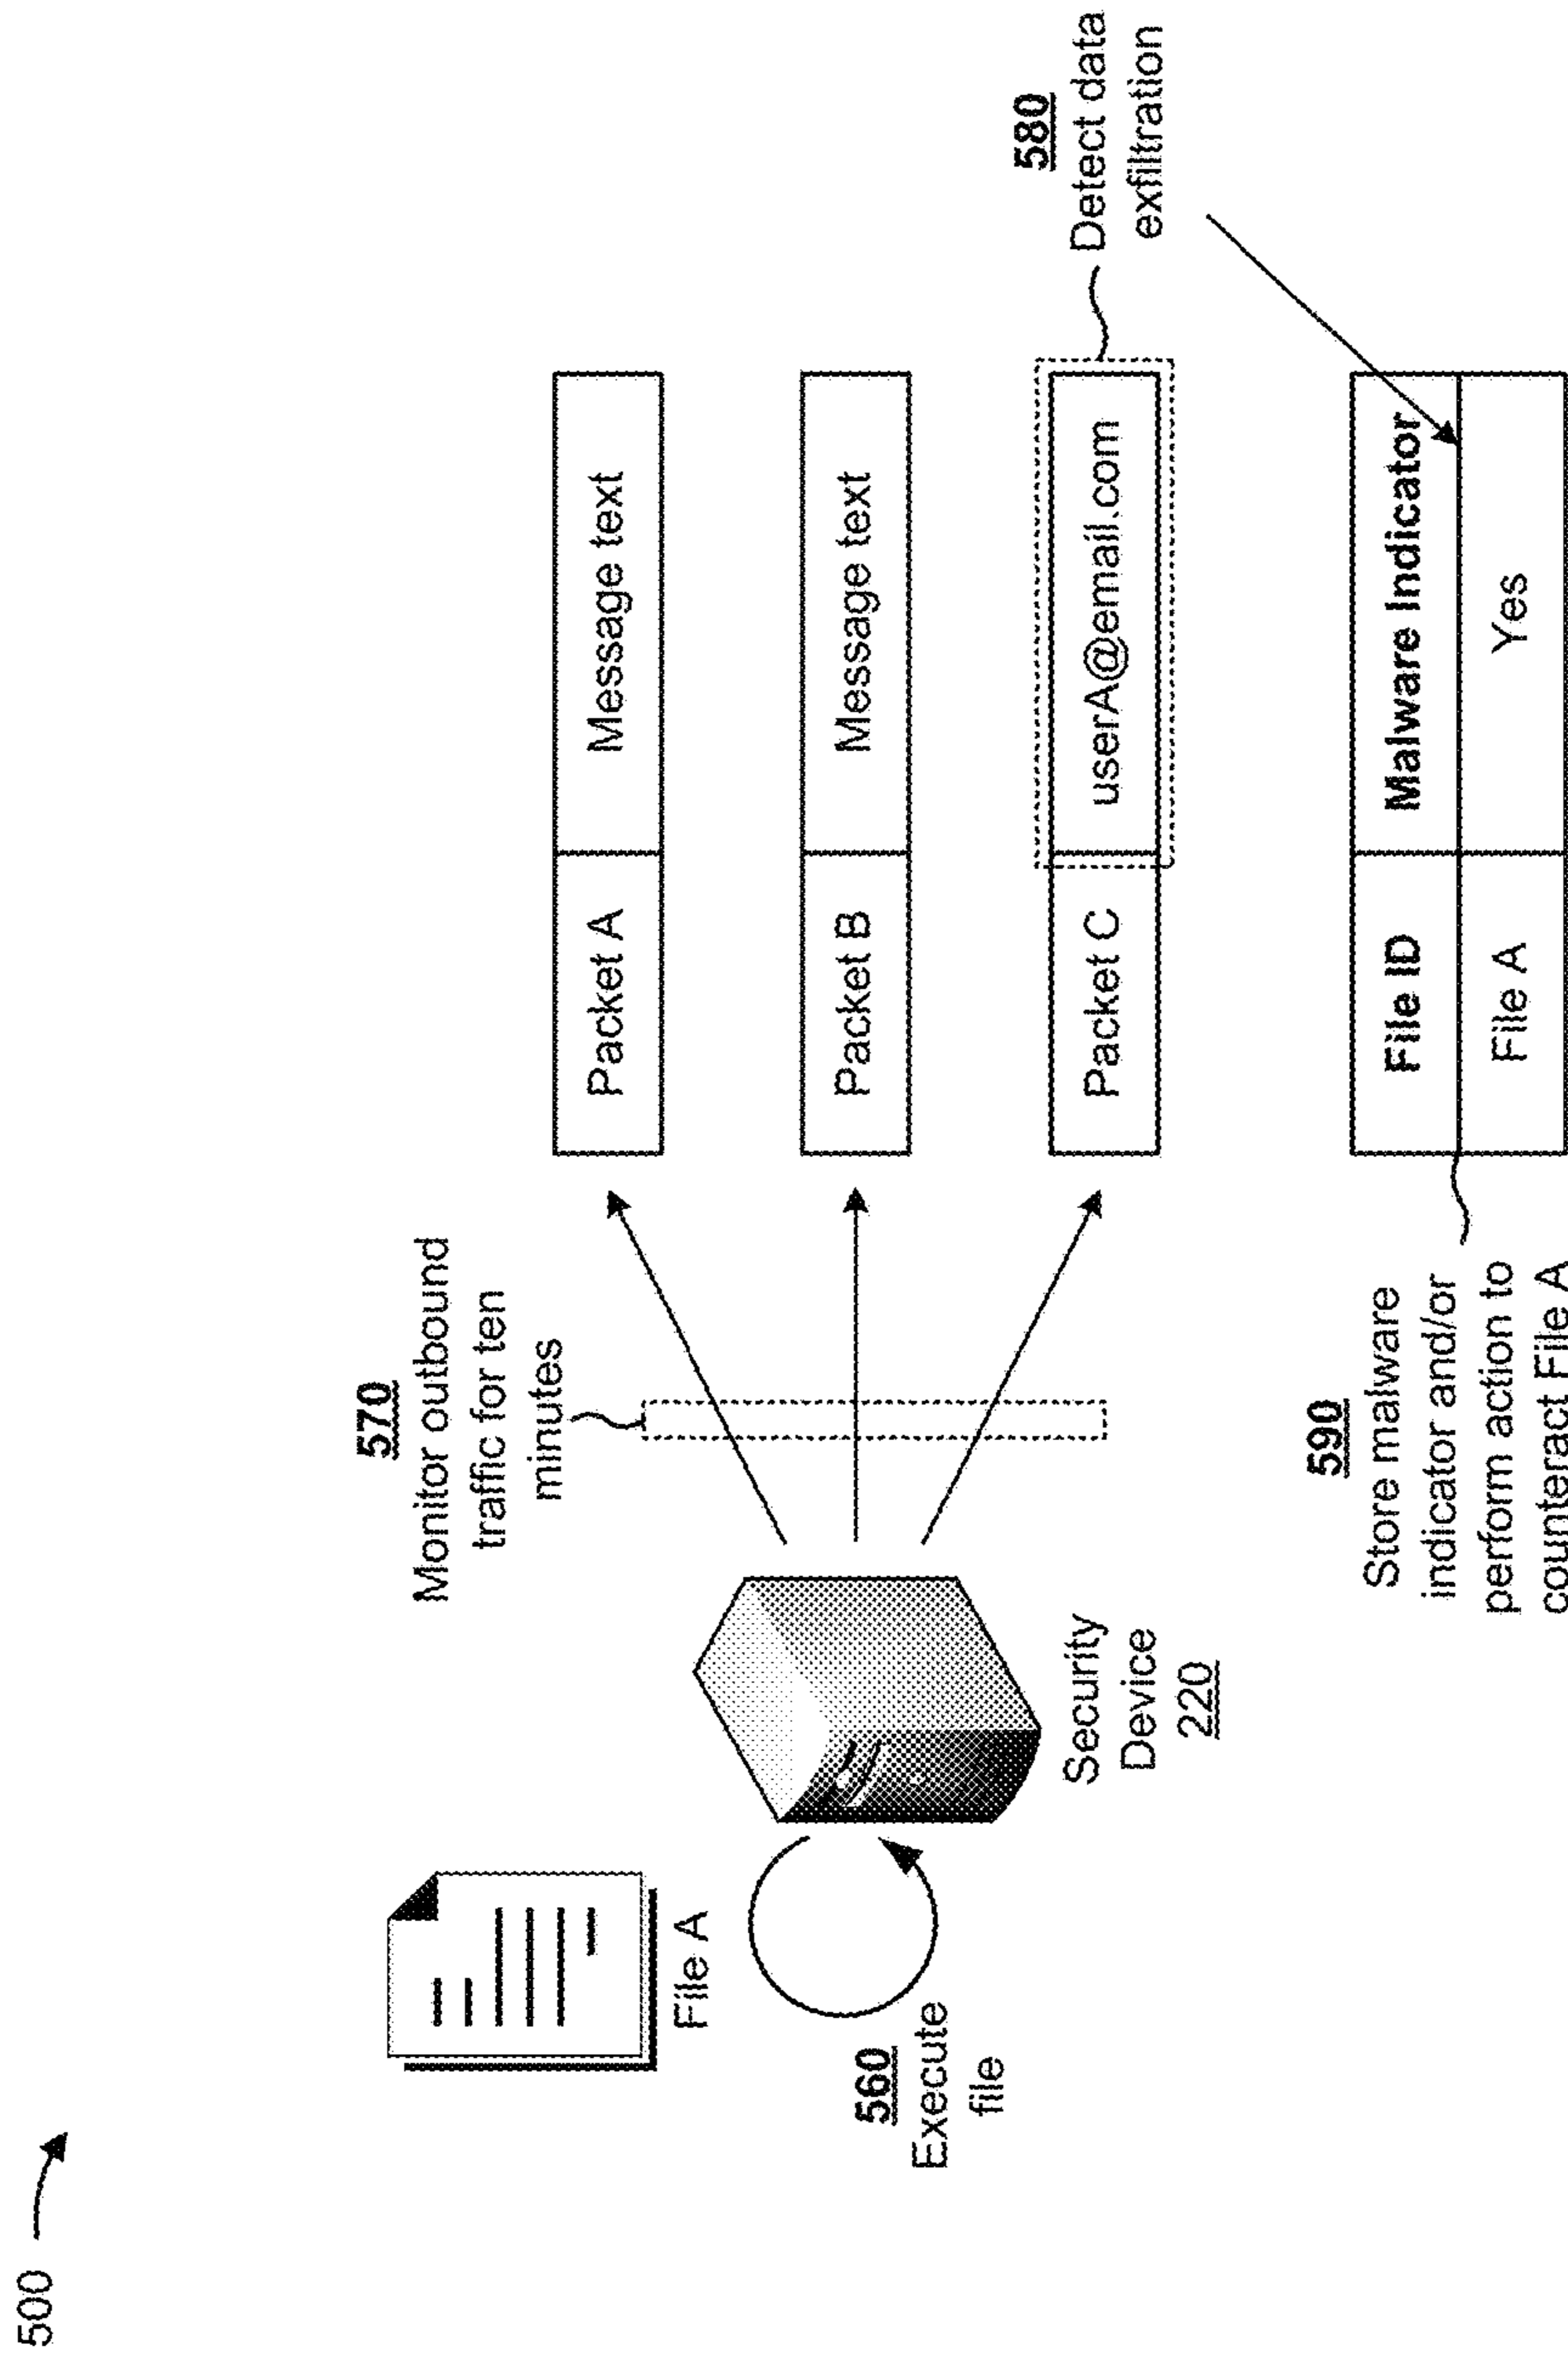 500
File A
560
Execute
file
Security
Device
220
570
Monitor outbound
traffic for ten
minutes
Packet A
Message text
Packet B
Message text
Packet C
userA@email.com
580
Detect data
exfiltration
590
Store malware
indicator and/or
perform action to
counteract File A
File ID
Malware Indicator
File A
Yes